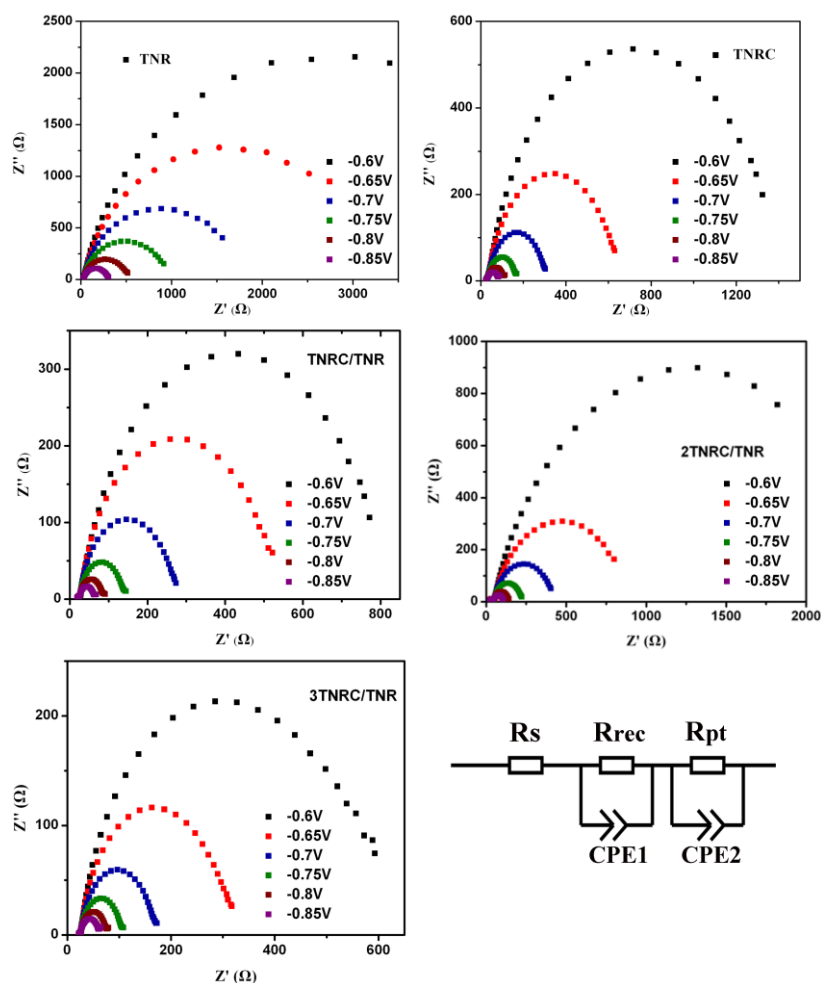 2500
2000
1500
1000
500
0
Z'' (Ω)
TNR
-0.6V
-0.65V
-0.7V
-0.75V
-0.8V
-0.85V
0 1000 2000 3000
Z' (Ω)
600
400
200
0
Z'' (Ω)
TNRC
-0.6V
-0.65V
-0.7V
-0.75V
-0.8V
-0.85V
0 400 800 1200
Z' (Ω)
300
200
100
0
Z'' (Ω)
TNRC/TNR
-0.6V
-0.65V
-0.7V
-0.75V
-0.8V
-0.85V
0 200 400 600 800
Z' (Ω)
1000
800
600
400
200
0
Z'' (Ω)
2TNRC/TNR
-0.6V
-0.65V
-0.7V
-0.75V
-0.8V
-0.85V
0 500 1000 1500 2000
Z' (Ω)
200
100
0
Z'' (Ω)
3TNRC/TNR
-0.6V
-0.65V
-0.7V
-0.75V
-0.8V
-0.85V
0 200 400 600
Z' (Ω)
Rs Rrec Rpt
CPE1 CPE2